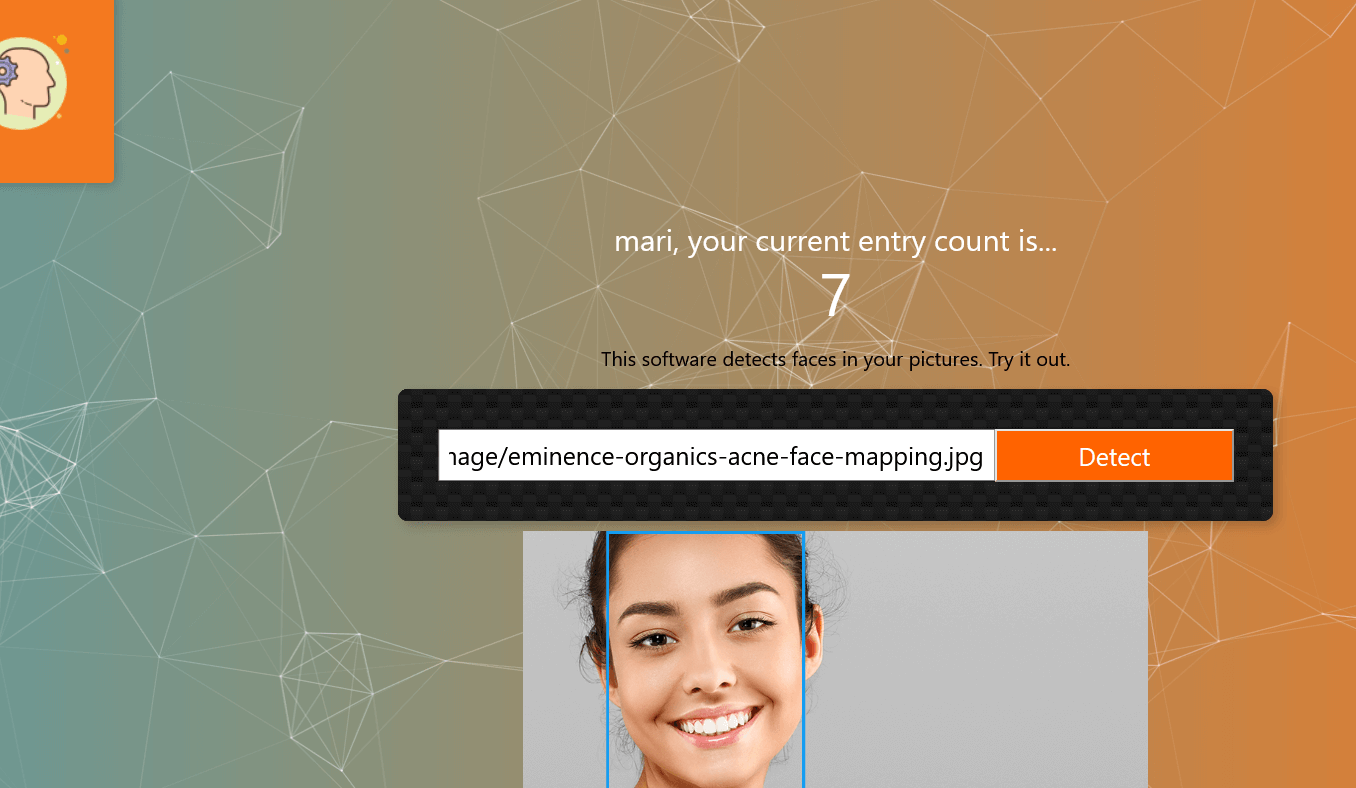 mari, your current entry count is...
7
This software detects faces in your pictures. Try it out.
age/eminence-organics-acne-face-mapping.jpg
Detect